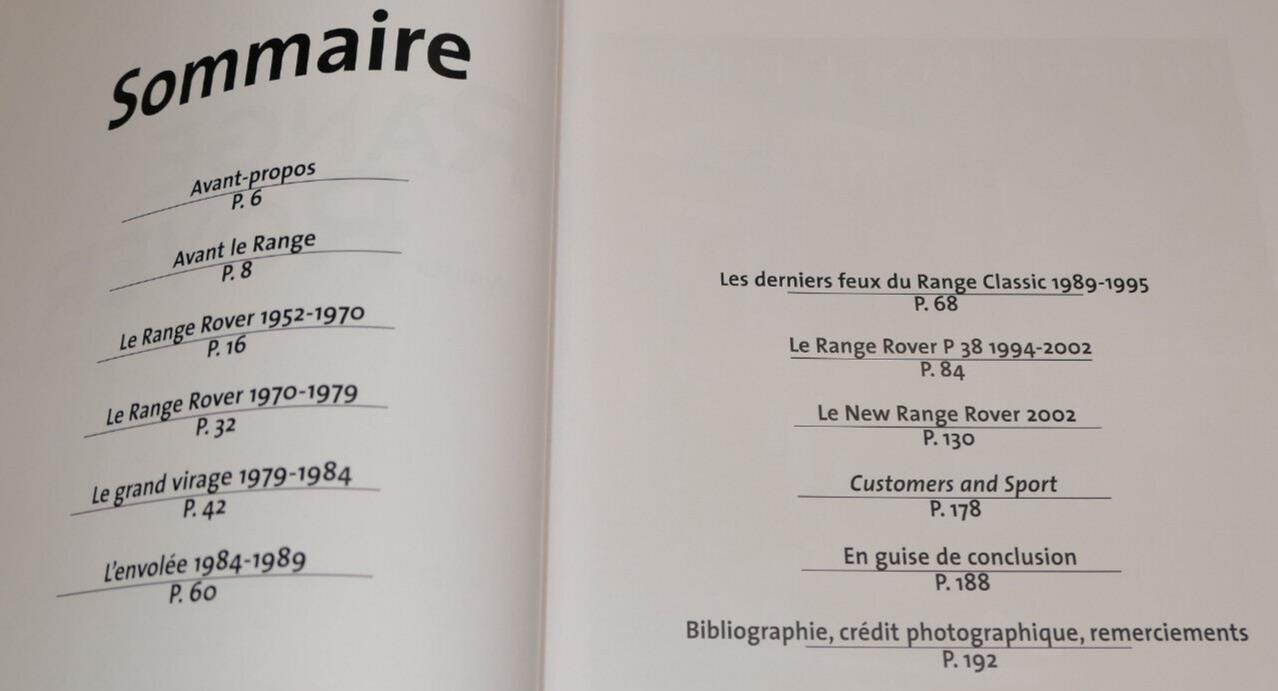 Sommaire
Avant-propos
P. 6
Avant le Range
P. 8
Le Range Rover 1952-1970
P. 16
Le Range Rover 1970-1979
P. 32
Le grand virage 1979-1984
P. 42
L'envolée 1984-1989
P. 60
Les derniers feux du Range Classic 1989-1995
P. 68
Le Range Rover P 38 1994-2002
P. 84
Le New Range Rover 2002
P. 130
Customers and Sport
P. 178
En guise de conclusion
P. 188
Bibliographie, crédit photographique, remerciements
P. 192